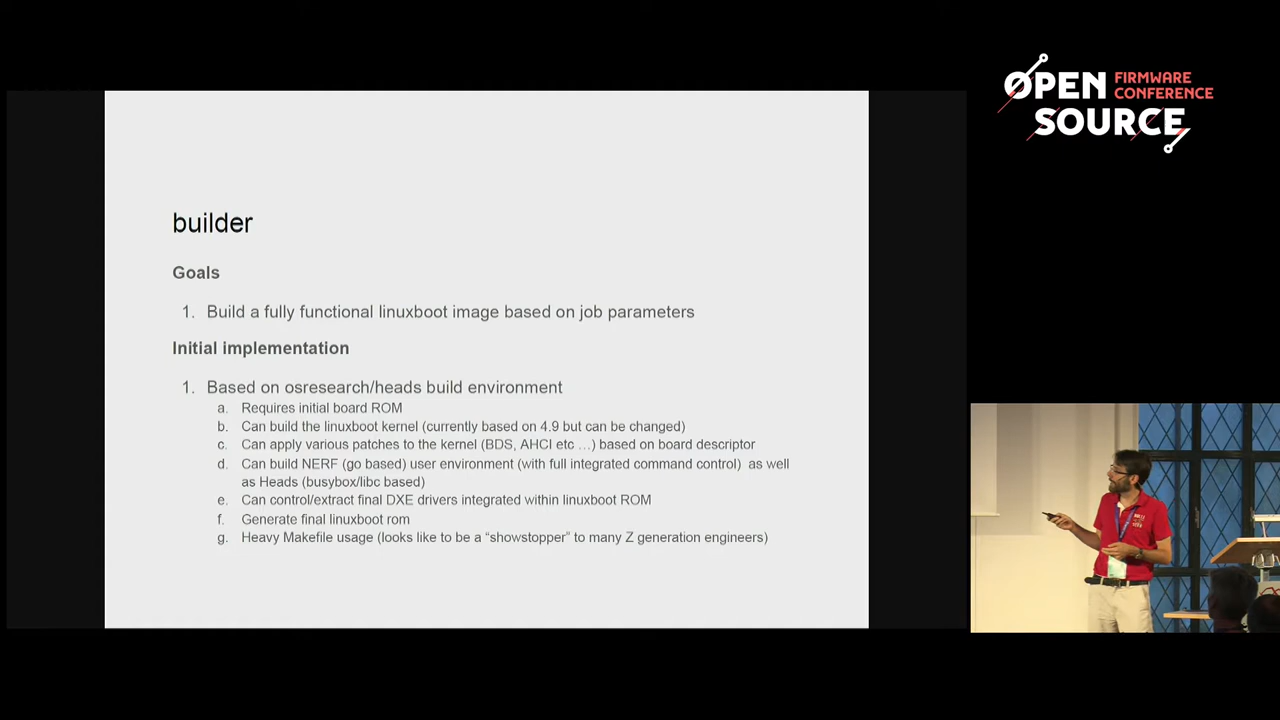 OPEN FIRMWARE CONFERENCE
SOURCE
builder
Goals
1. Build a fully functional linuxboot image based on job parameters
Initial implementation
1. Based on osresearch/heads build environment
a. Requires initial board ROM
b. Can build the linuxboot kernel (currently based on 4.9 but can be changed)
c. Can apply various patches to the kernel (BDS, AHCI etc ...) based on board descriptor
d. Can build NERF (go based) user environment (with full integrated command control) as well
as Heads (busybox/libc based)
e. Can control/extract final DXE drivers integrated within linuxboot ROM
f. Generate final linuxboot rom
g. Heavy Makefile usage (looks like to be a “showstopper” to many Z generation engineers)